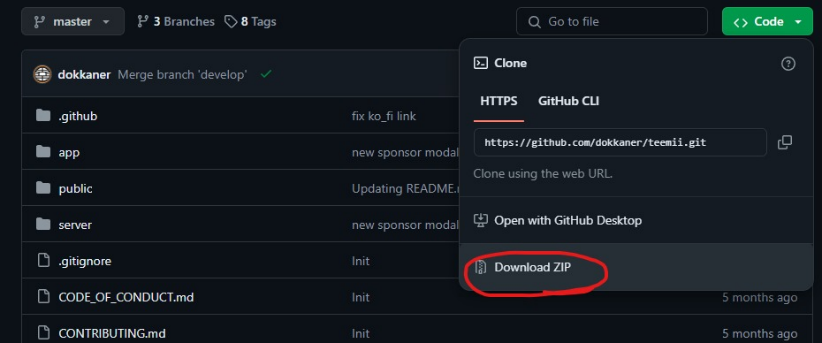 master 3 Branches 8 Tags Go to file Code
dokkaner Merge branch 'develop'
Clone
HTTPS GitHub CLI
.github fix ko_fi link
https://github.com/dokkaner/teemii.git
app new sponsor modal
Clone using the web URL.
public Updating README.
Open with GitHub Desktop
server new sponsor modal
.gitignore Init
Download ZIP
CODE_OF_CONDUCT.md Init 5 months ago
CONTRIBUTING.md Init 5 months ago